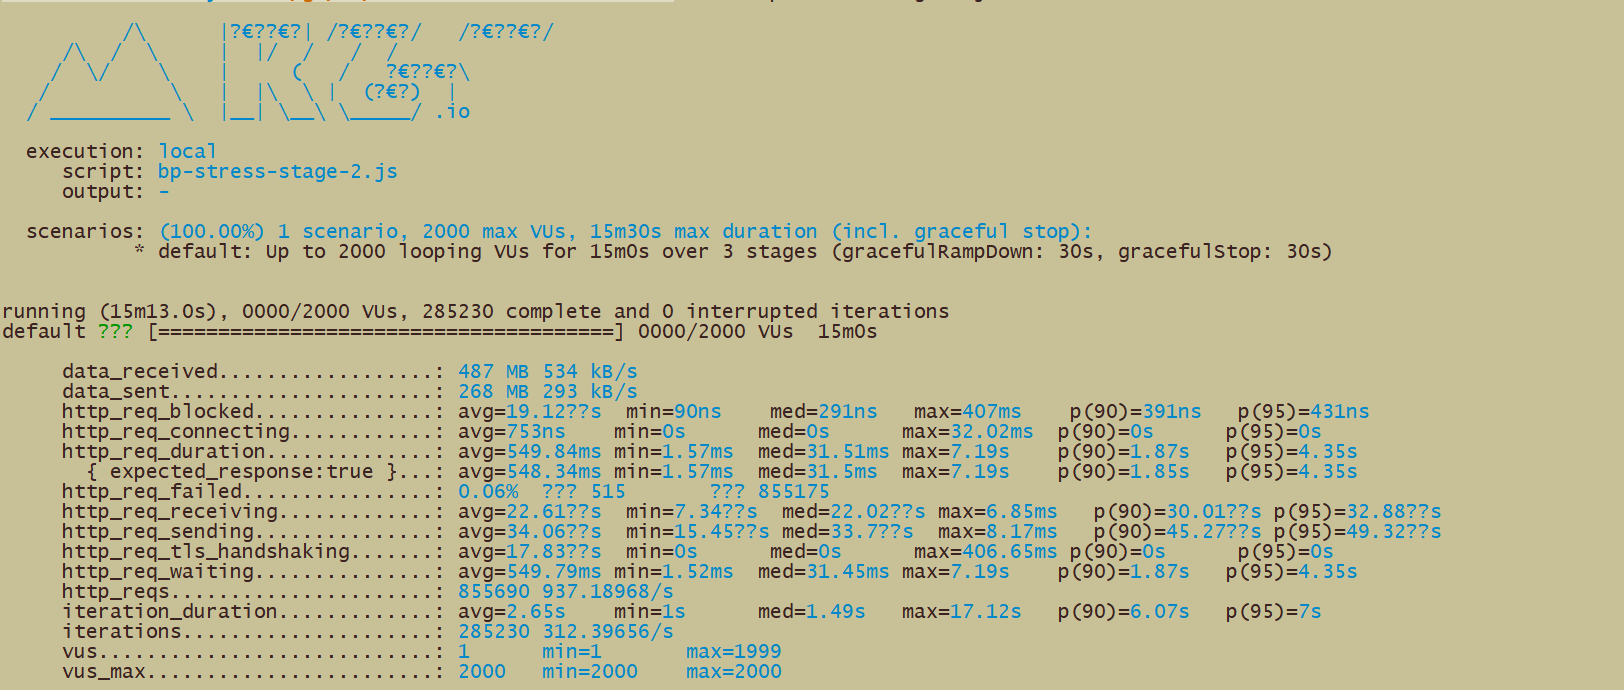 /\      |?€??€?| /?€??€?/   /?€??€?/
/\  /  \     |  |/  /   /  /
/  \/    \    |     (   /   ?€??€?\
/          \   |  |\  \ |  (?€?)  |
/ __________ \  |__| \__\ \_____/ .io
execution: local
script: bp-stress-stage-2.js
output: -
scenarios: (100.00%) 1 scenario, 2000 max VUs, 15m30s max duration (incl. graceful stop):
* default: Up to 2000 looping VUs for 15m0s over 3 stages (gracefulRampDown: 30s, gracefulStop: 30s)
running (15m13.0s), 0000/2000 VUs, 285230 complete and 0 interrupted iterations
default ??? [======================================] 0000/2000 VUs  15m0s
data_received..................: 487 MB 534 kB/s
data_sent......................: 268 MB 293 kB/s
http_req_blocked...............: avg=19.12??s  min=90ns    med=291ns   max=407ms    p(90)=391ns   p(95)=431ns
http_req_connecting............: avg=753ns    min=0s      med=0s      max=32.02ms  p(90)=0s      p(95)=0s
http_req_duration..............: avg=549.84ms min=1.57ms  med=31.51ms max=7.19s    p(90)=1.87s   p(95)=4.35s
{ expected_response:true }...: avg=548.34ms min=1.57ms  med=31.5ms  max=7.19s    p(90)=1.85s   p(95)=4.35s
http_req_failed................: 0.06%  ??? 515       ??? 855175
http_req_receiving.............: avg=22.61??s  min=7.34??s  med=22.02??s max=6.85ms   p(90)=30.01??s p(95)=32.88??s
http_req_sending...............: avg=34.06??s  min=15.45??s med=33.7??s  max=8.17ms   p(90)=45.27??s p(95)=49.32??s
http_req_tls_handshaking.......: avg=17.83??s  min=0s      med=0s      max=406.65ms p(90)=0s      p(95)=0s
http_req_waiting...............: avg=549.79ms min=1.52ms  med=31.45ms max=7.19s    p(90)=1.87s   p(95)=4.35s
http_reqs......................: 855690 937.18968/s
iteration_duration.............: avg=2.65s    min=1s      med=1.49s   max=17.12s   p(90)=6.07s   p(95)=7s
iterations.....................: 285230 312.39656/s
vus............................: 1      min=1       max=1999
vus_max........................: 2000   min=2000    max=2000